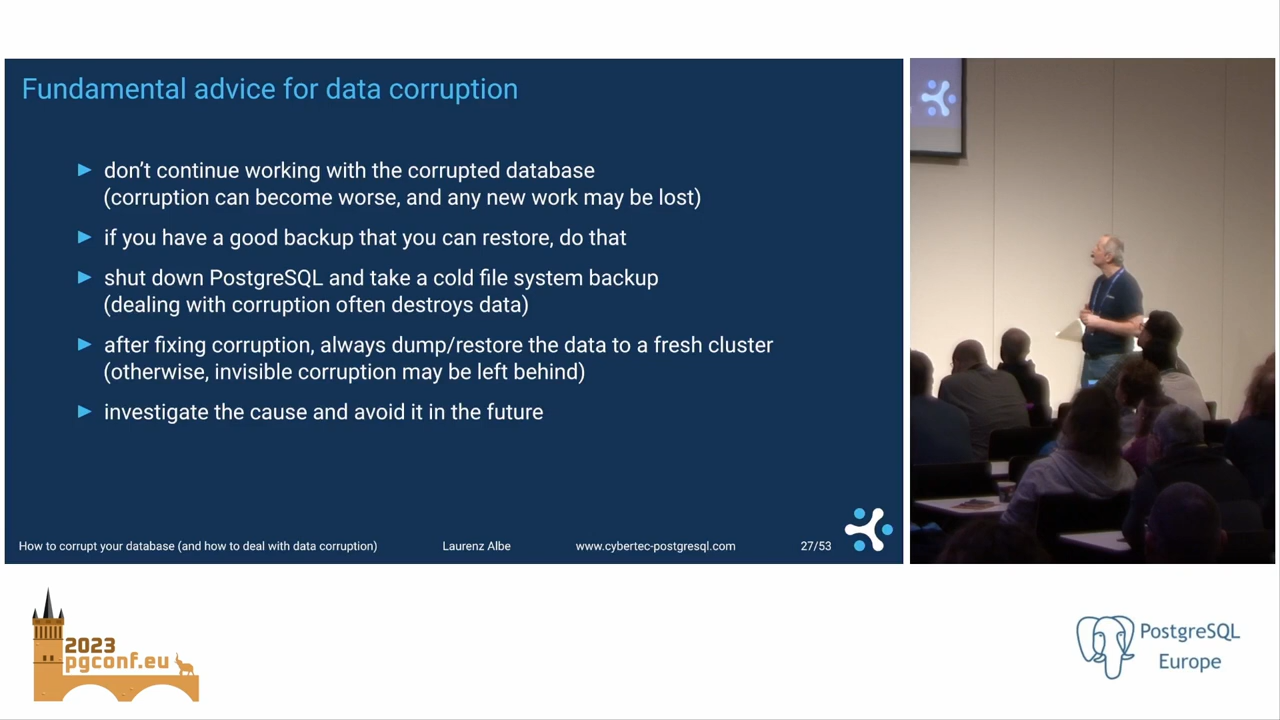 Fundamental advice for data corruption
don't continue working with the corrupted database
(corruption can become worse, and any new work may be lost)
if you have a good backup that you can restore, do that
shut down PostgreSQL and take a cold file system backup
(dealing with corruption often destroys data)
after fixing corruption, always dump/restore the data to a fresh cluster
(otherwise, invisible corruption may be left behind)
investigate the cause and avoid it in the future
How to corrupt your database (and how to deal with data corruption) Laurenz Albe www.cybertec-postgresql.com 27/53
2023
pgconf.eu
PostgreSQL
Europe